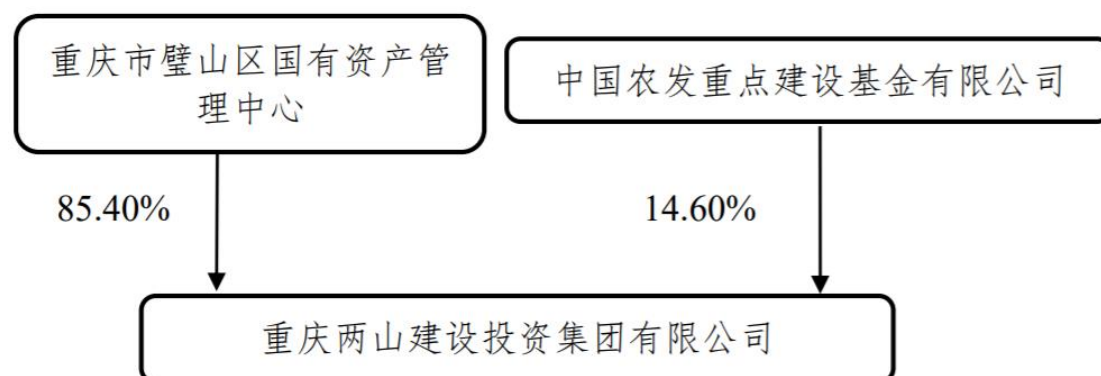 重庆市璧山区国有资产管
理中心
中国农发重点建设基金有限公司
85.40%
14.60%
重庆两山建设投资集团有限公司